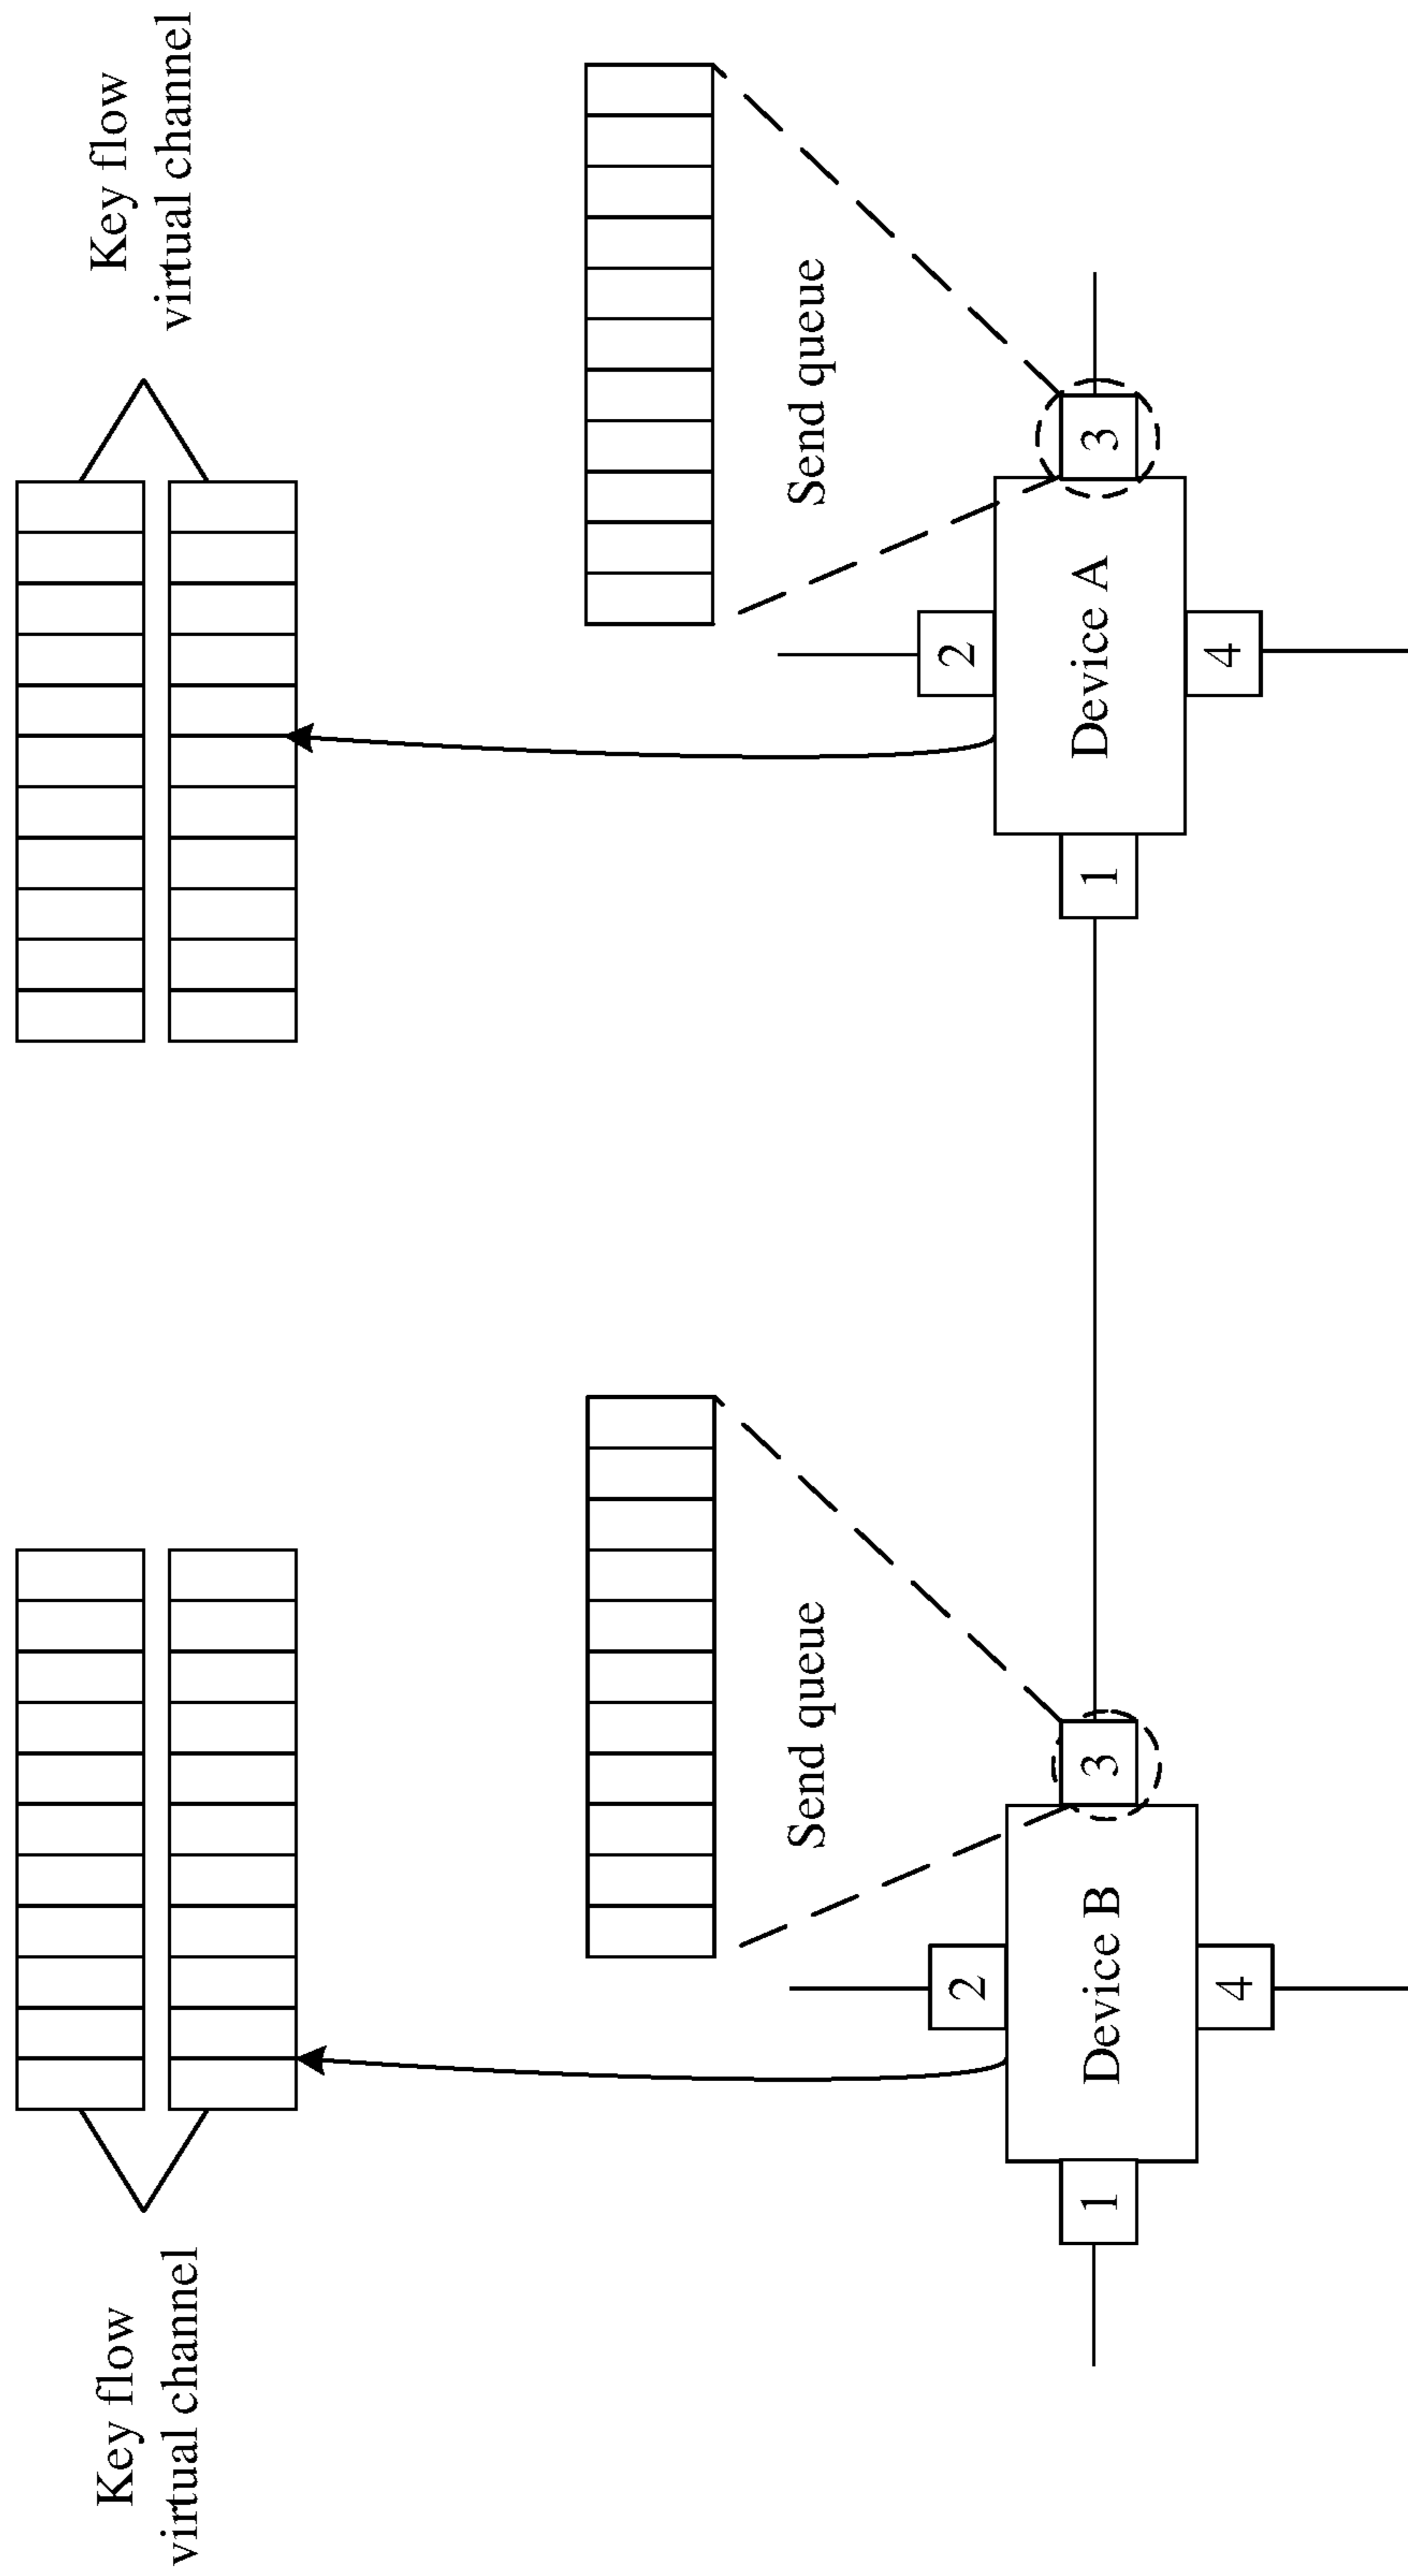 Key flow
virtual channel
Key flow
virtual channel
Send queue
Send queue
2
2
1
Device B
3
1
Device A
3
4
4